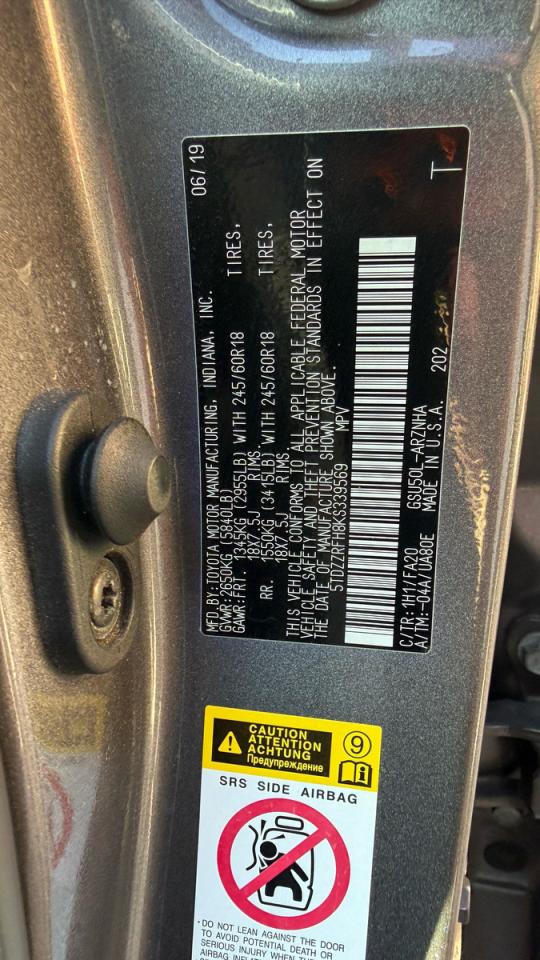 MFD.BY:TOYOTA MOTOR MANUFACTURING, INDIANA, INC. 06/19
GVWR:2650KG (5840LB)
GAWR:FRT. 1345KG (2955LB) WITH 245/60R18 TIRES,
18X7.5J RIMS
RR. 1550KG (3415LB) WITH 245/60R18 TIRES,
18X7.5J RIMS.
THIS VEHICLE CONFORMS TO ALL APPLICABLE FEDERAL MOTOR
VEHICLE SAFETY AND THEFT PREVENTION STANDARDS IN EFFECT ON
THE DATE OF MANUFACTURE SHOWN ABOVE.
5TDZZRFH8KS339569 MPV
C/TR:1H1/FA20 GSU50L-ARZNHA
A/TM:-04A/UA80E MADE IN U.S.A. 202 T
CAUTION
ATTENTION
ACHTUNG
Предупреждение
9
SRS SIDE AIRBAG
• DO NOT LEAN AGAINST THE DOOR
TO AVOID POTENTIAL DEATH OR
SERIOUS INJURY WHEN THE